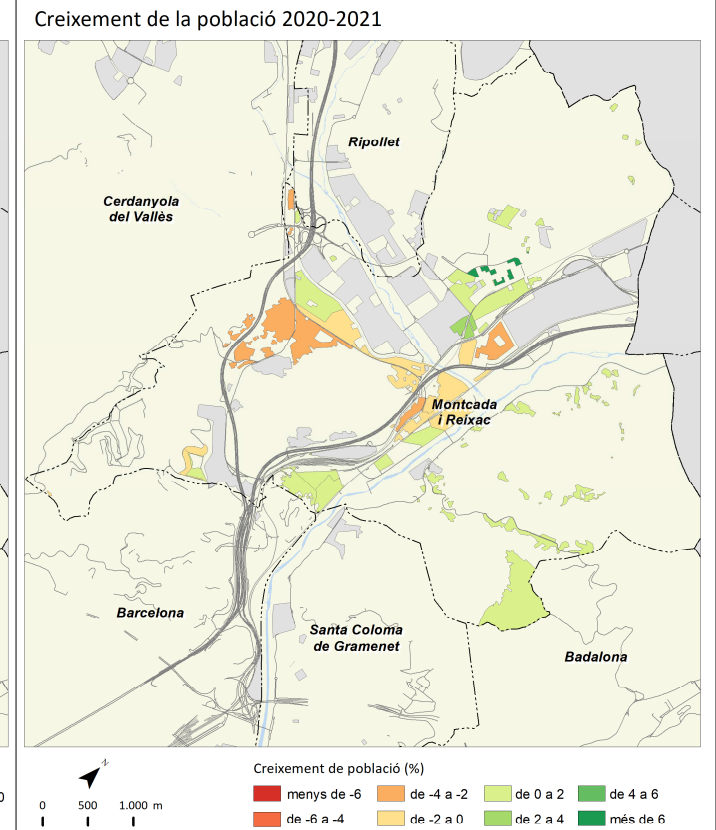 Creixement de la població 2020-2021
Ripollet
Cerdanyola
del Vallès
Montcada
i Reixac
Barcelona
Santa Coloma
de Gramenet
Badalona
N
0 500 1.000 m
0
Creixement de població (%)
menys de -6
de -4 a -2
de 0 a 2
de 4 a 6
de -6 a -4
de -2 a 0
de 2 a 4
més de 6